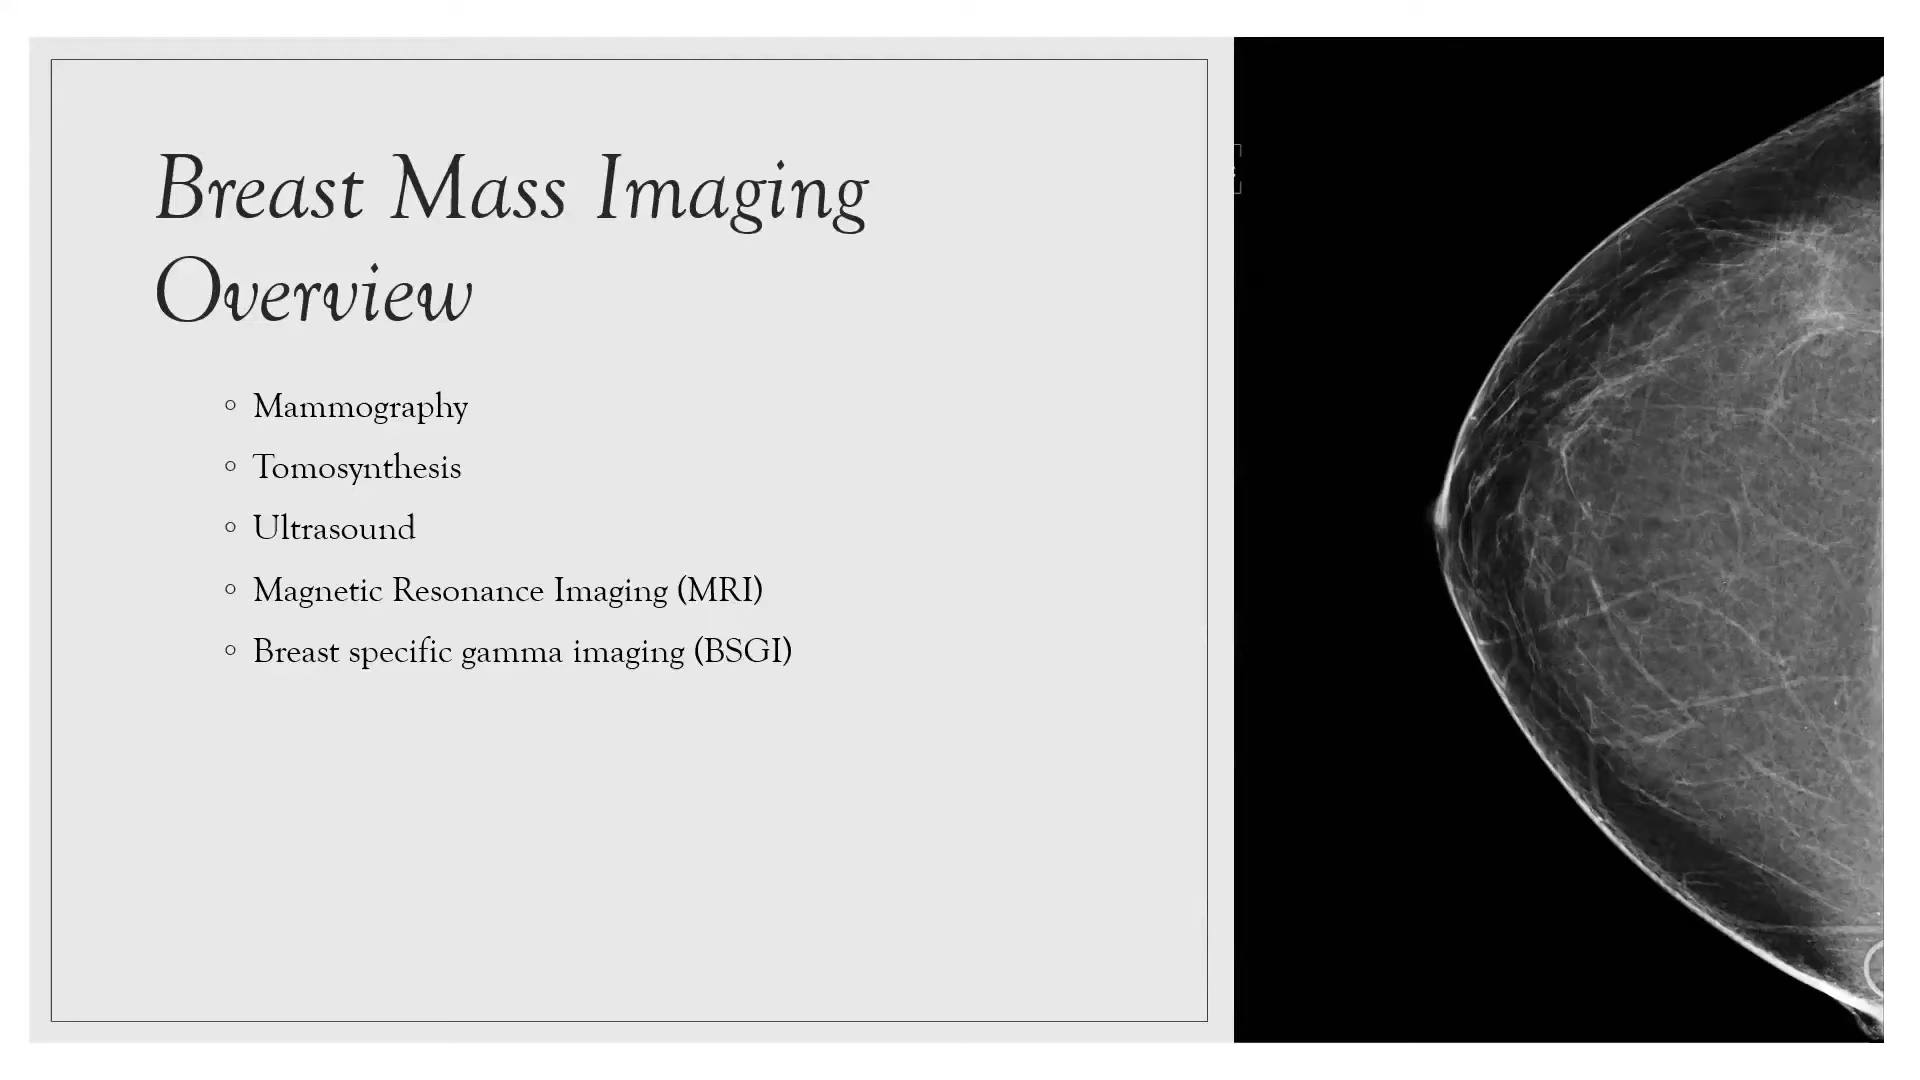 Breast Mass Imaging
Overview
Mammography
Tomosynthesis
Ultrasound
Magnetic Resonance Imaging (MRI)
Breast specific gamma imaging (BSGI)